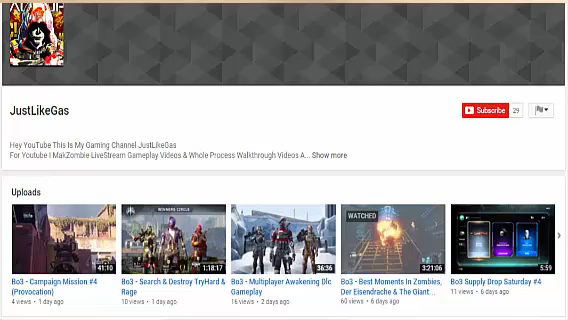 JustLikeGas
Subscribe 29
Hey YouTube This Is My Gaming Channel JustLikeGas
For Youtube I MakZombie LiveStream Gameplay Videos & Whole Process Walkthrough Videos A... Show more
Uploads
41:10
WINNERS CIRCLE
1:18:17
36:36
WATCHED
3:21:06
5:59
Bo3 - Campaign Mission #4
(Provocation)
4 views • 1 day ago
Bo3 - Search & Destroy TryHard &
Rage
10 views • 1 day ago
Bo3 - Multiplayer Awakening Dlc
Gameplay
16 views • 2 days ago
Bo3 - Best Moments In Zombies,
Der Eisendrache & The Giant...
60 views • 6 days ago
Bo3 Supply Drop Saturday #4
11 views • 6 days ago